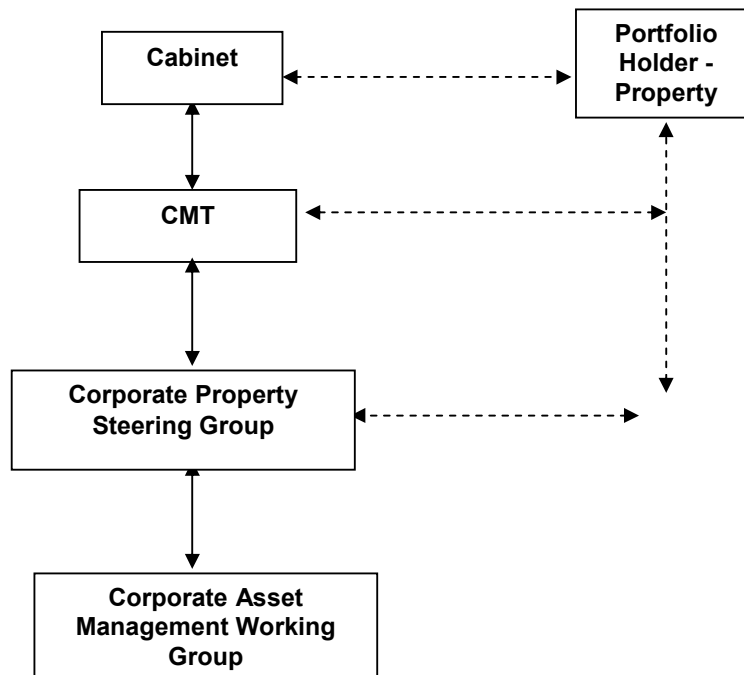 Cabinet
Portfolio
Holder -
Property
CMT
Corporate Property
Steering Group
Corporate Asset
Management Working
Group